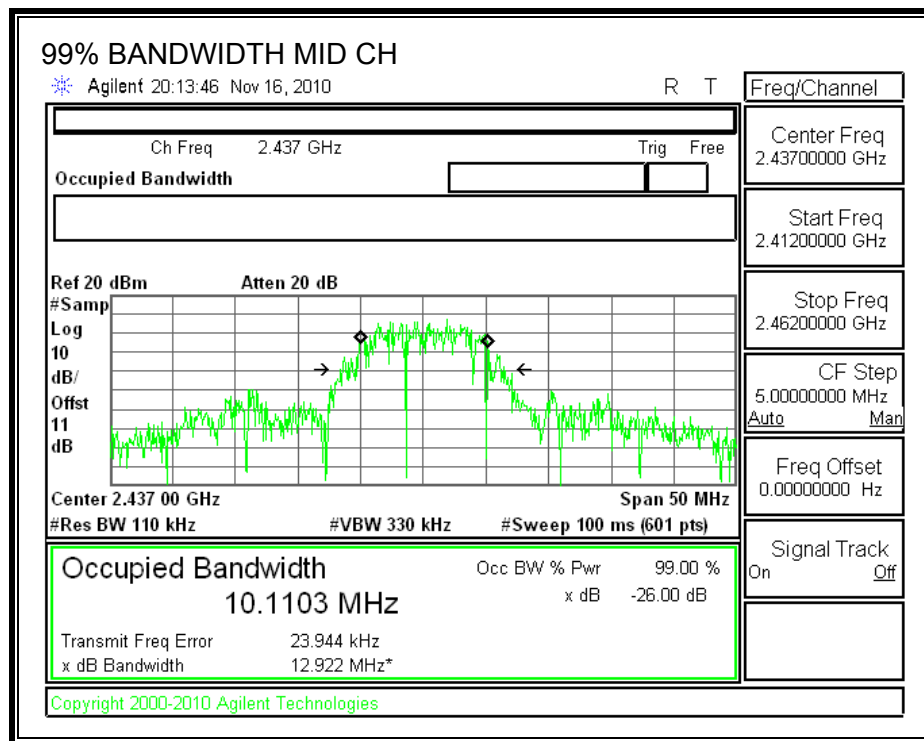 99% BANDWIDTH MID CH
Agilent 20:13:46 Nov 16, 2010 R T
Freq/Channel
Ch Freq 2.437 GHz Trig Free
Occupied Bandwidth
Center Freq
2.43700000 GHz
Start Freq
2.41200000 GHz
Stop Freq
2.46200000 GHz
CF Step
5.00000000 MHz
Auto Man
Freq Offset
0.00000000 Hz
Signal Track
On Off
Ref 20 dBm Atten 20 dB
#Samp
Log
10
dB/
Offst
11
dB
Center 2.437 00 GHz Span 50 MHz
#Res BW 110 kHz #VBW 330 kHz #Sweep 100 ms (601 pts)
Occupied Bandwidth Occ BW % Pwr 99.00 %
10.1103 MHz x dB -26.00 dB
Transmit Freq Error 23.944 kHz
x dB Bandwidth 12.922 MHz*
Copyright 2000-2010 Agilent Technologies